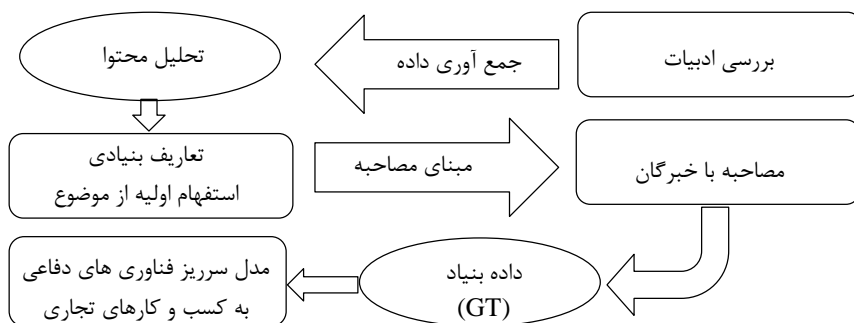 بررسی ادبیات
جمع آوری داده
تحلیل محتوا
تعاریف بنیادی
استفهام اولیه از موضوع
مبنای مصاحبه
مصاحبه با خبرگان
داده بنیاد
(GT)
مدل سرریز فناوری های دفاعی
به کسب و کارهای تجاری